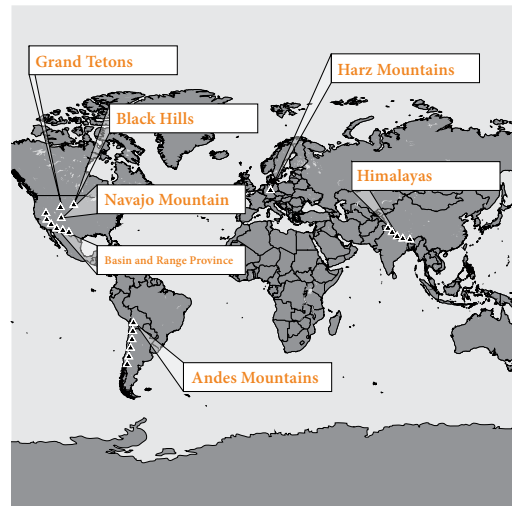 Grand Tetons
Harz Mountains
Black Hills
Himalayas
Navajo Mountain
Basin and Range Province
Andes Mountains